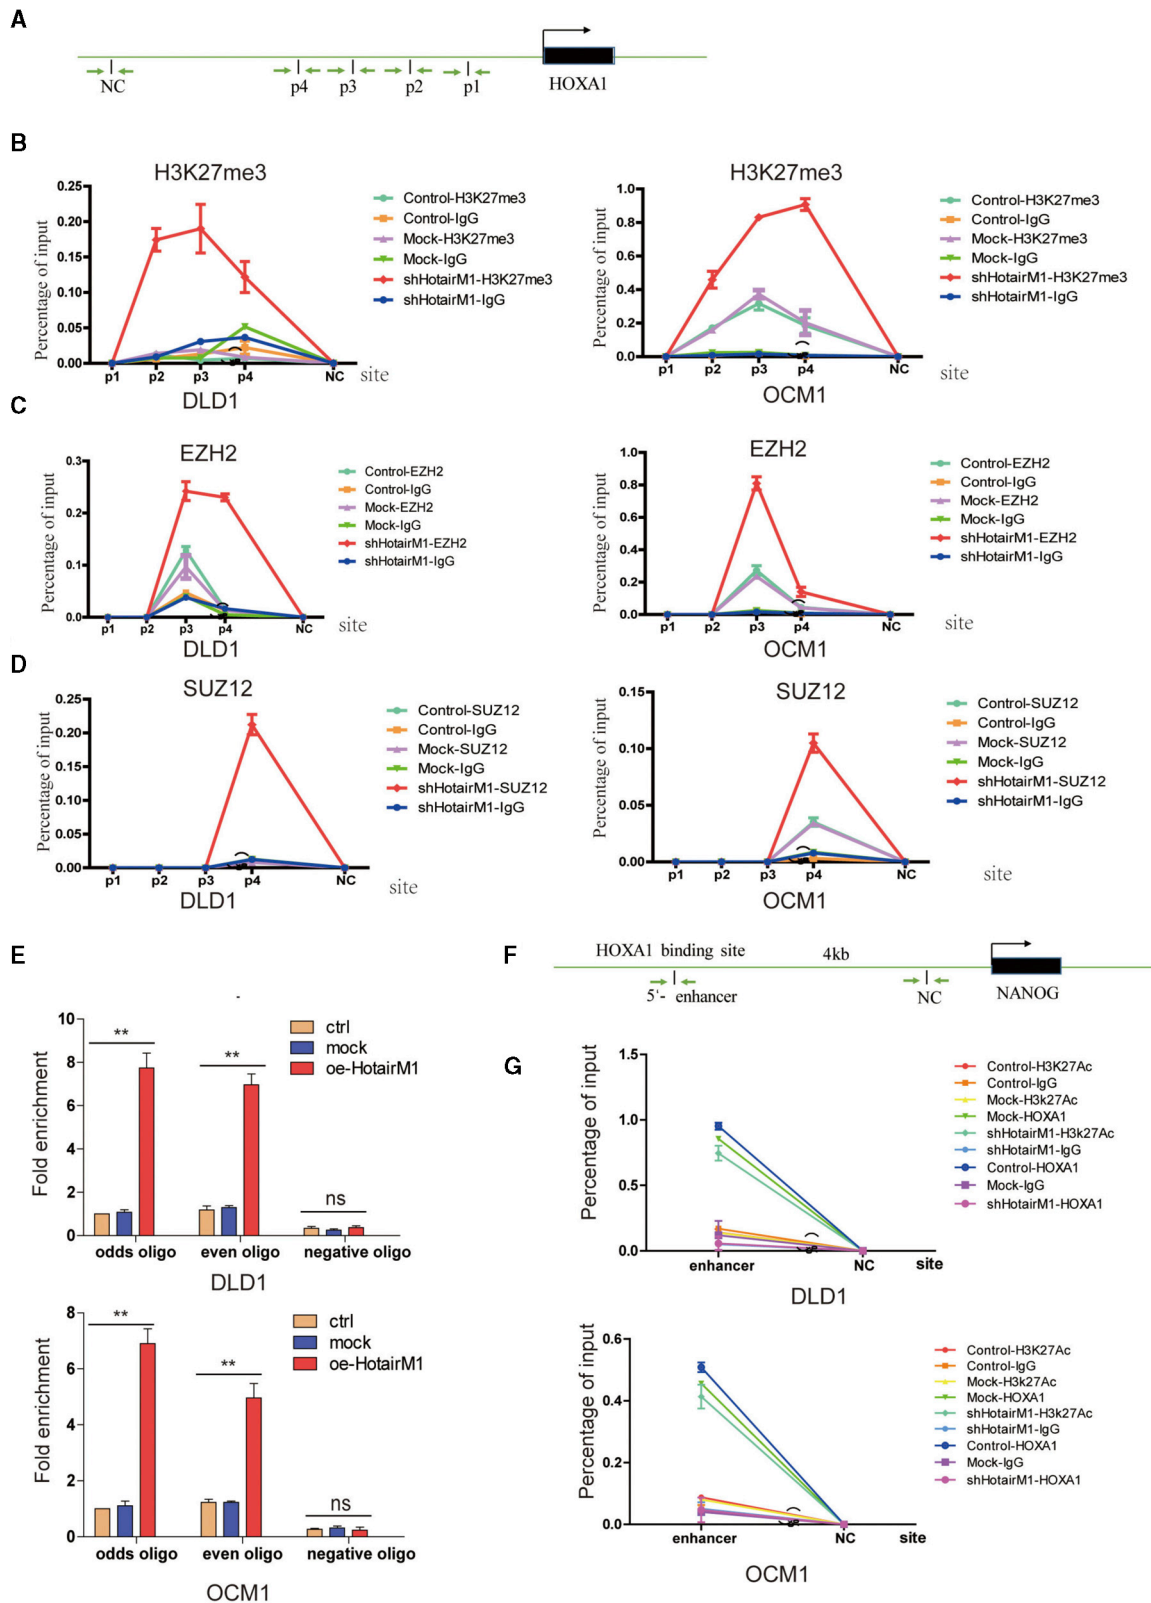 A
NC
p4
p3
p2
p1
HOXA1
B
H3K27me3
Percentage of input
0.25
0.20
0.15
0.10
0.05
0.00
p1
p2
p3
p4
NC
site
DLD1
Control-H3K27me3
Control-IgG
Mock-H3K27me3
Mock-IgG
shHotairM1-H3K27me3
shHotairM1-IgG
H3K27me3
Percentage of input
1.0
0.8
0.6
0.4
0.2
0.0
p1
p2
p3
p4
NC
site
OCM1
Control-H3K27me3
Control-IgG
Mock-H3K27me3
Mock-IgG
shHotairM1-H3K27me3
shHotairM1-IgG
C
EZH2
Percentage of input
0.3
0.2
0.1
0.0
p1
p2
p3
p4
NC
site
DLD1
Control-EZH2
Control-IgG
Mock-EZH2
Mock-IgG
shHotairM1-EZH2
shHotairM1-IgG
EZH2
Percentage of input
1.0
0.8
0.6
0.4
0.2
0.0
p1
p2
p3
p4
NC
site
OCM1
Control-EZH2
Control-IgG
Mock-EZH2
Mock-IgG
shHotairM1-EZH2
shHotairM1-IgG
D
SUZ12
Percentage of input
0.25
0.20
0.15
0.10
0.05
0.00
p1
p2
p3
p4
NC
site
DLD1
Control-SUZ12
Control-IgG
Mock-SUZ12
Mock-IgG
shHotairM1-SUZ12
shHotairM1-IgG
SUZ12
Percentage of input
0.15
0.10
0.05
0.00
p1
p2
p3
p4
NC
site
OCM1
Control-SUZ12
Control-IgG
Mock-SUZ12
Mock-IgG
shHotairM1-SUZ12
shHotairM1-IgG
E
Fold enrichment
10
8
6
4
2
0
**
**
ns
odds oligo
even oligo
negative oligo
DLD1
ctrl
mock
oe-HotairM1
Fold enrichment
8
6
4
2
0
**
**
ns
odds oligo
even oligo
negative oligo
OCM1
ctrl
mock
oe-HotairM1
F
HOXA1 binding site
4kb
5'- enhancer
NC
NANOG
G
Percentage of input
1.5
1.0
0.5
0.0
enhancer
NC
site
DLD1
Control-H3K27Ac
Control-IgG
Mock-H3k27Ac
Mock-HOXA1
shHotairM1-H3k27Ac
shHotairM1-IgG
Control-HOXA1
Mock-IgG
shHotairM1-HOXA1
Percentage of input
0.6
0.4
0.2
0.0
enhancer
NC
site
OCM1
Control-H3K27Ac
Control-IgG
Mock-H3k27Ac
Mock-HOXA1
shHotairM1-H3k27Ac
shHotairM1-IgG
Control-HOXA1
Mock-IgG
shHotairM1-HOXA1